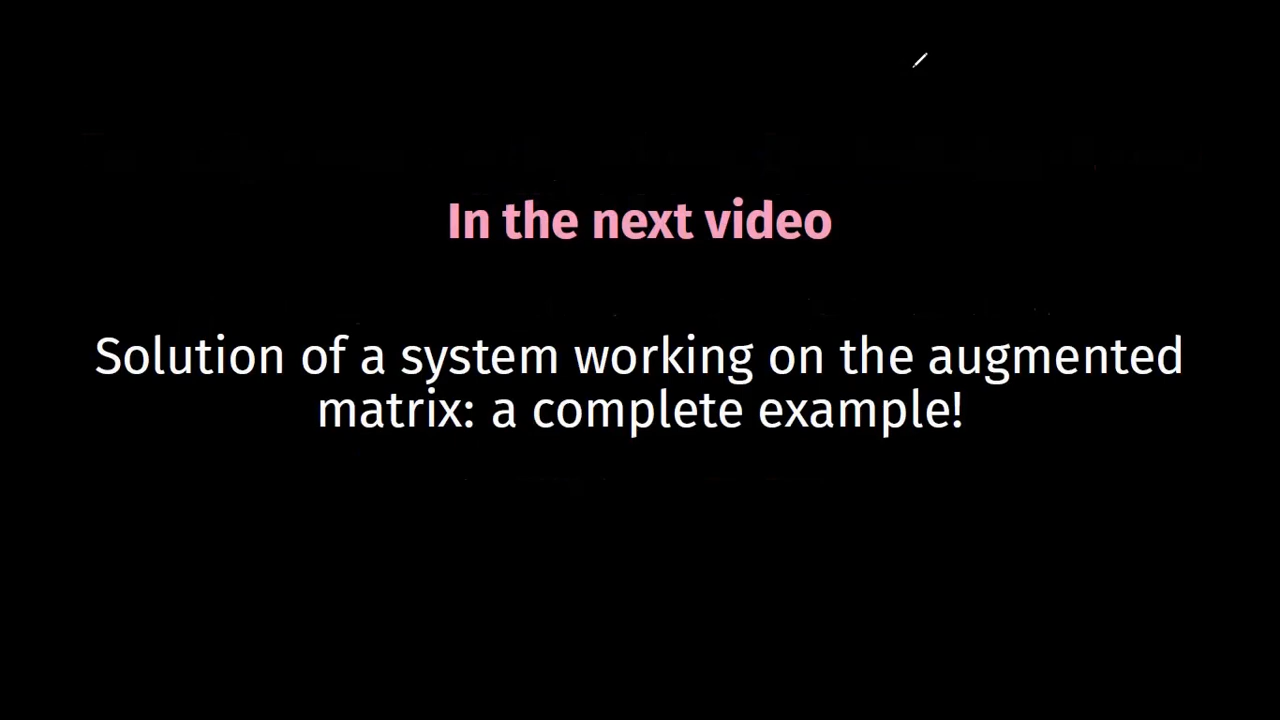 In the next video
Solution of a system working on the augmented
matrix: a complete example!